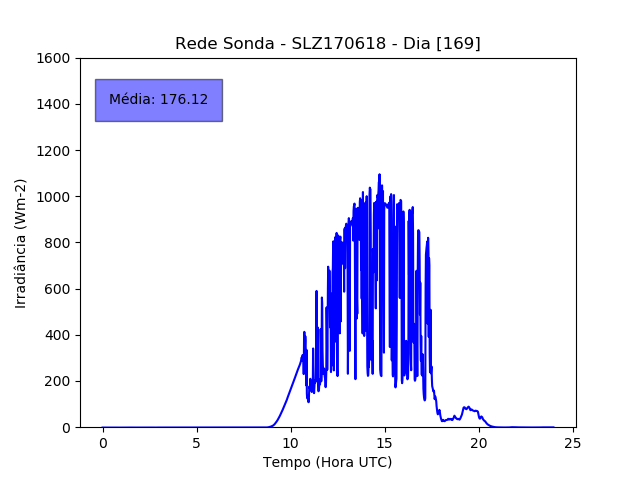 Rede Sonda - SLZ170618 - Dia [169]
1600
1400
1200
1000
800
600
400
200
0
Média: 176.12
Irradiância (Wm-2)
0 5 10 15 20 25
Tempo (Hora UTC)